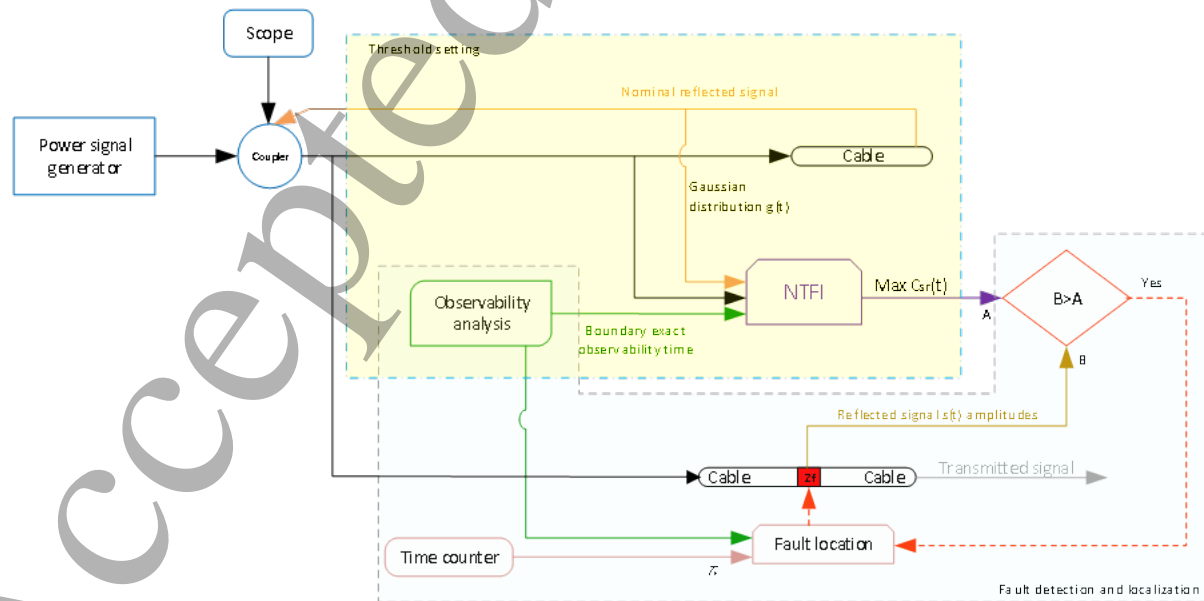 Scope
Threshold setting
Nominal reflected signal
Power signal
generator
Coupler
Cable
Gaussian
distribution g(t)
Observability
analysis
NTFI
Max Csr(t)
A
B>A
Yes
Boundary exact
observability time
B
Reflected signal s(t) amplitudes
Cable
Zf
Cable
Transmitted signal
Time counter
Fault location
Fault detection and localization
ccepted